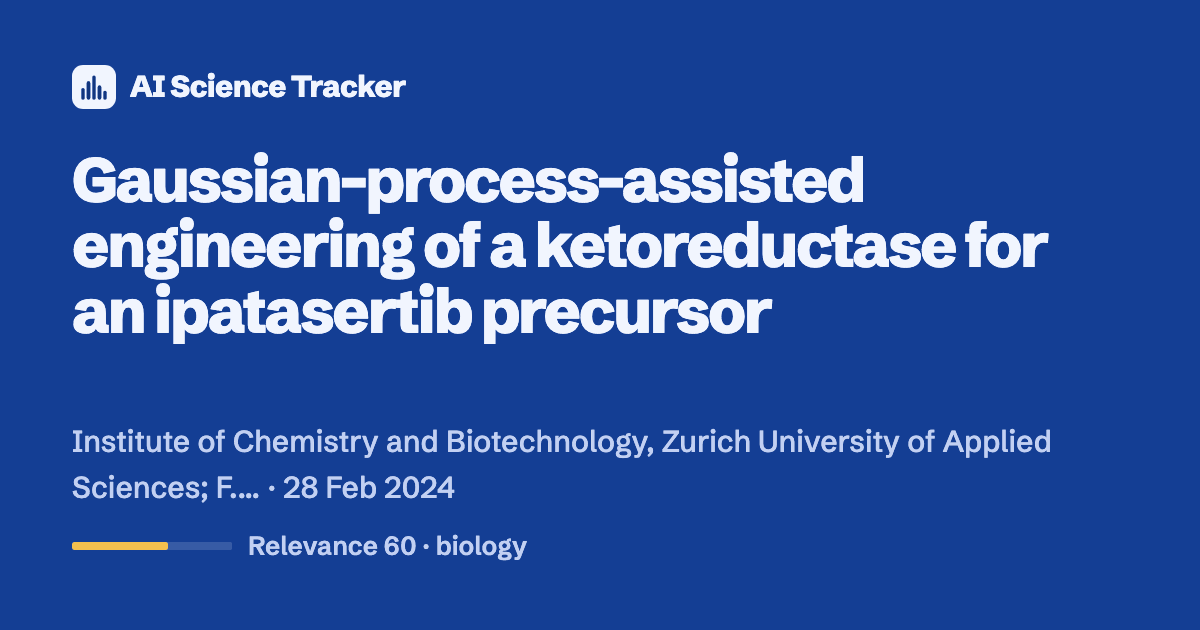 AI Science Tracker
Gaussian-process-assisted
engineering of a ketoreductase for
an ipatasertib precursor
Institute of Chemistry and Biotechnology, Zurich University of Applied
Sciences; F.… · 28 Feb 2024
Relevance 60 · biology